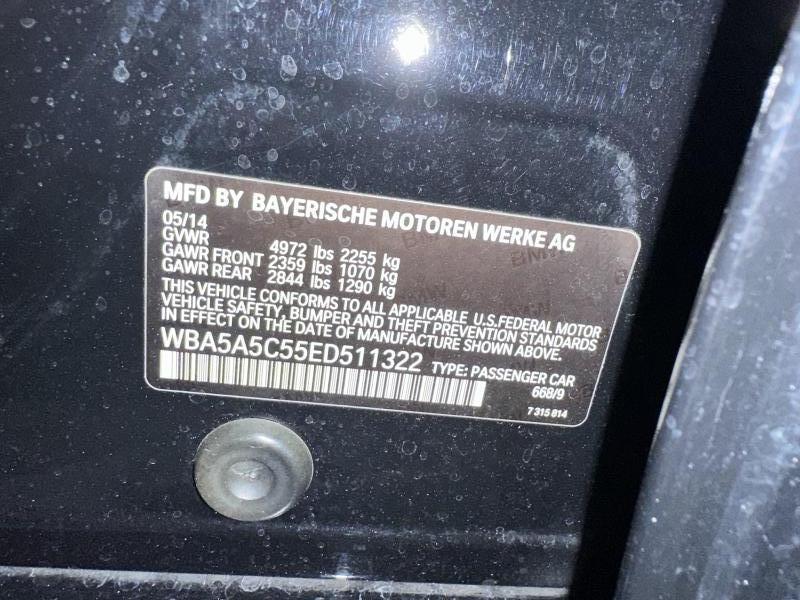 MFD BY BAYERISCHE MOTOREN WERKE AG
05/14
GVWR 4972 lbs 2255 kg
GAWR FRONT 2359 lbs 1070 kg
GAWR REAR 2844 lbs 1290 kg
THIS VEHICLE CONFORMS TO ALL APPLICABLE U.S.FEDERAL MOTOR
VEHICLE SAFETY, BUMPER AND THEFT PREVENTION STANDARDS
IN EFFECT ON THE DATE OF MANUFACTURE SHOWN ABOVE.
WBA5A5C55ED511322 TYPE: PASSENGER CAR
668/9
7 315 814